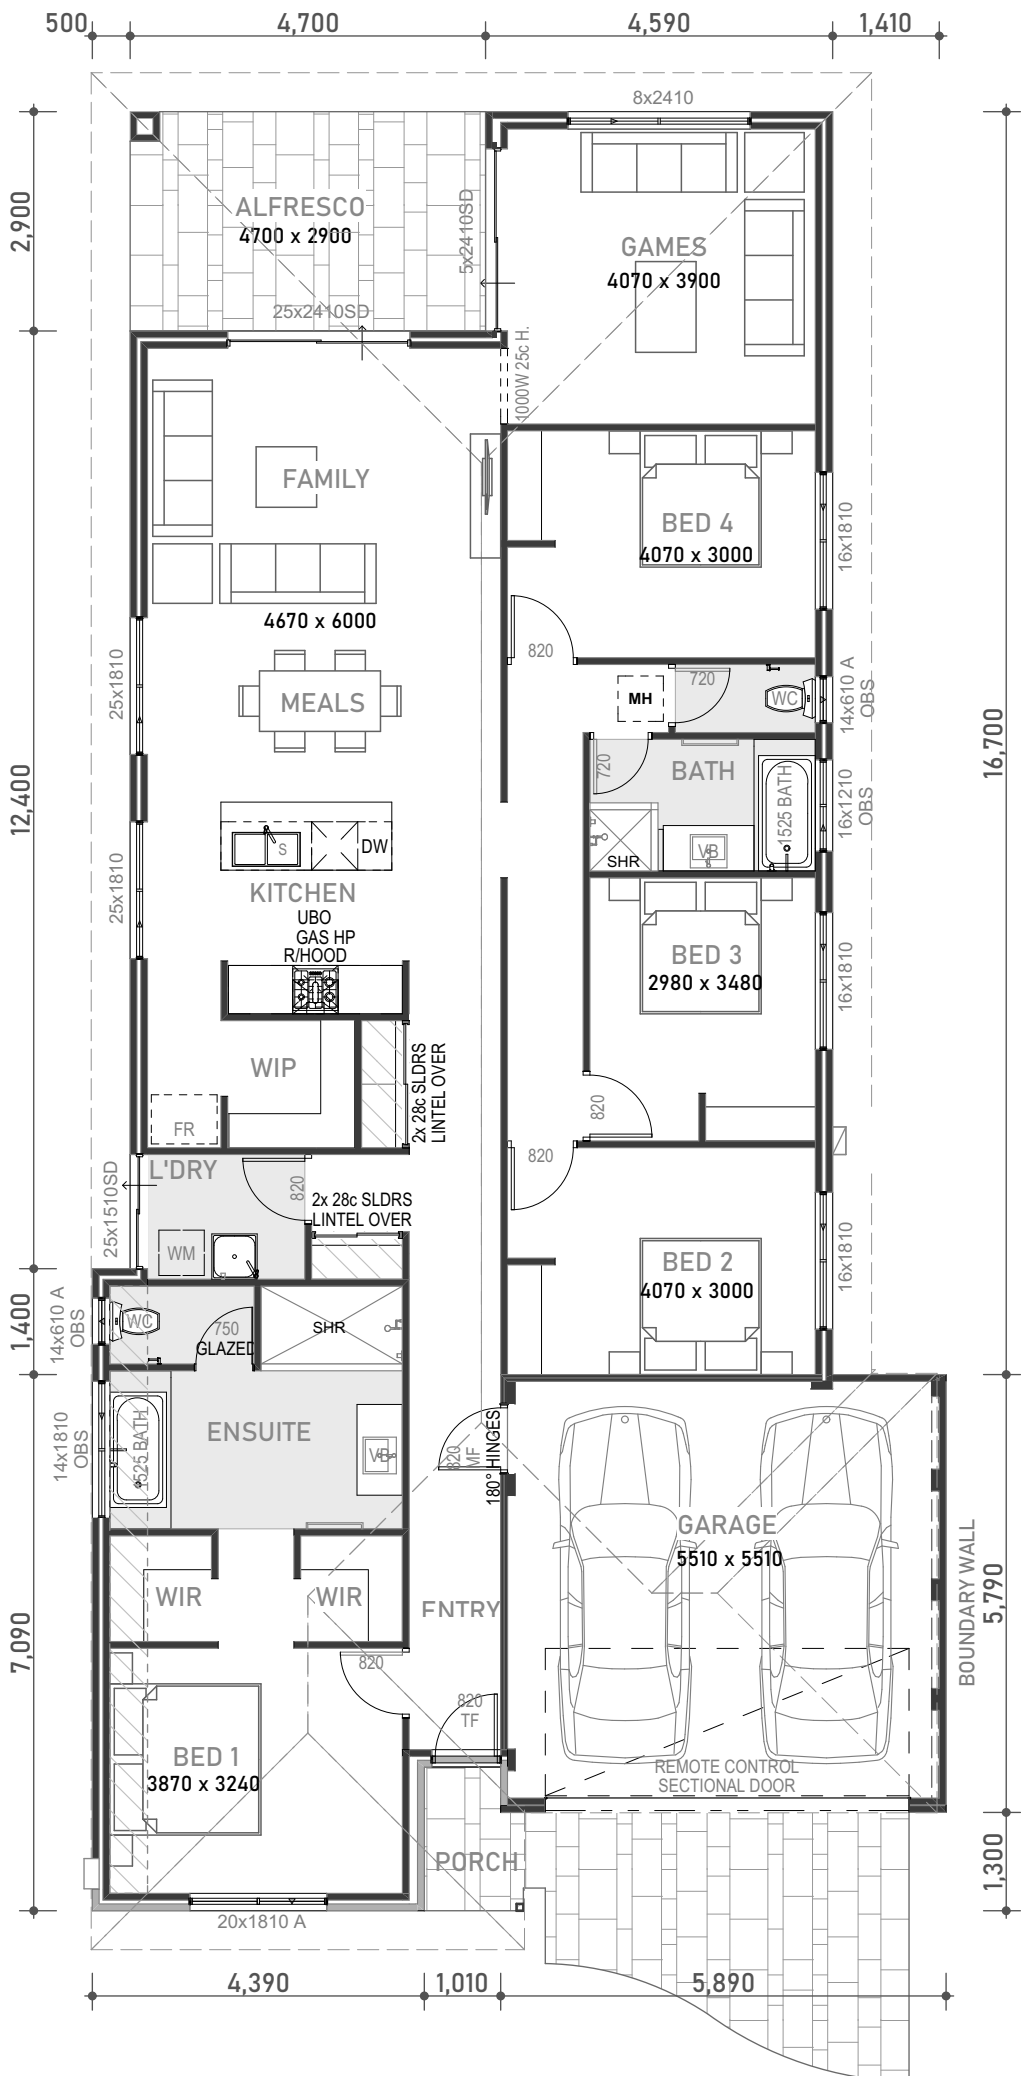 500
4,700
4,590
1,410
8x2410
2,900
ALFRESCO
4700 x 2900
5x2410SD
GAMES
4070 x 3900
25x2410SD
1000W 25c H.
FAMILY
BED 4
4070 x 3000
16x1810
4670 x 6000
820
25x1810
MEALS
MH
720
WC
14x610 A
OBS
16,700
12,400
720
BATH
1525 BATH
16x1210
OBS
S
DW
SHR
VB
25x1810
KITCHEN
UBO
GAS HP
R/HOOD
BED 3
2980 x 3480
16x1810
WIP
2x 28c SLDRS
LINTEL OVER
FR
820
820
L'DRY
25x1510SD
820
2x 28c SLDRS
LINTEL OVER
WM
BED 2
4070 x 3000
16x1810
1,400
14x610 A
OBS
WC
750
GLAZED
SHR
14x1810
OBS
1525 BATH
ENSUITE
VB
820
MF
180° HINGES
GARAGE
5510 x 5510
BOUNDARY WALL
5,790
WIR
WIR
ENTRY
7,090
820
820
TF
BED 1
3870 x 3240
REMOTE CONTROL
SECTIONAL DOOR
PORCH
1,300
20x1810 A
4,390
1,010
5,890